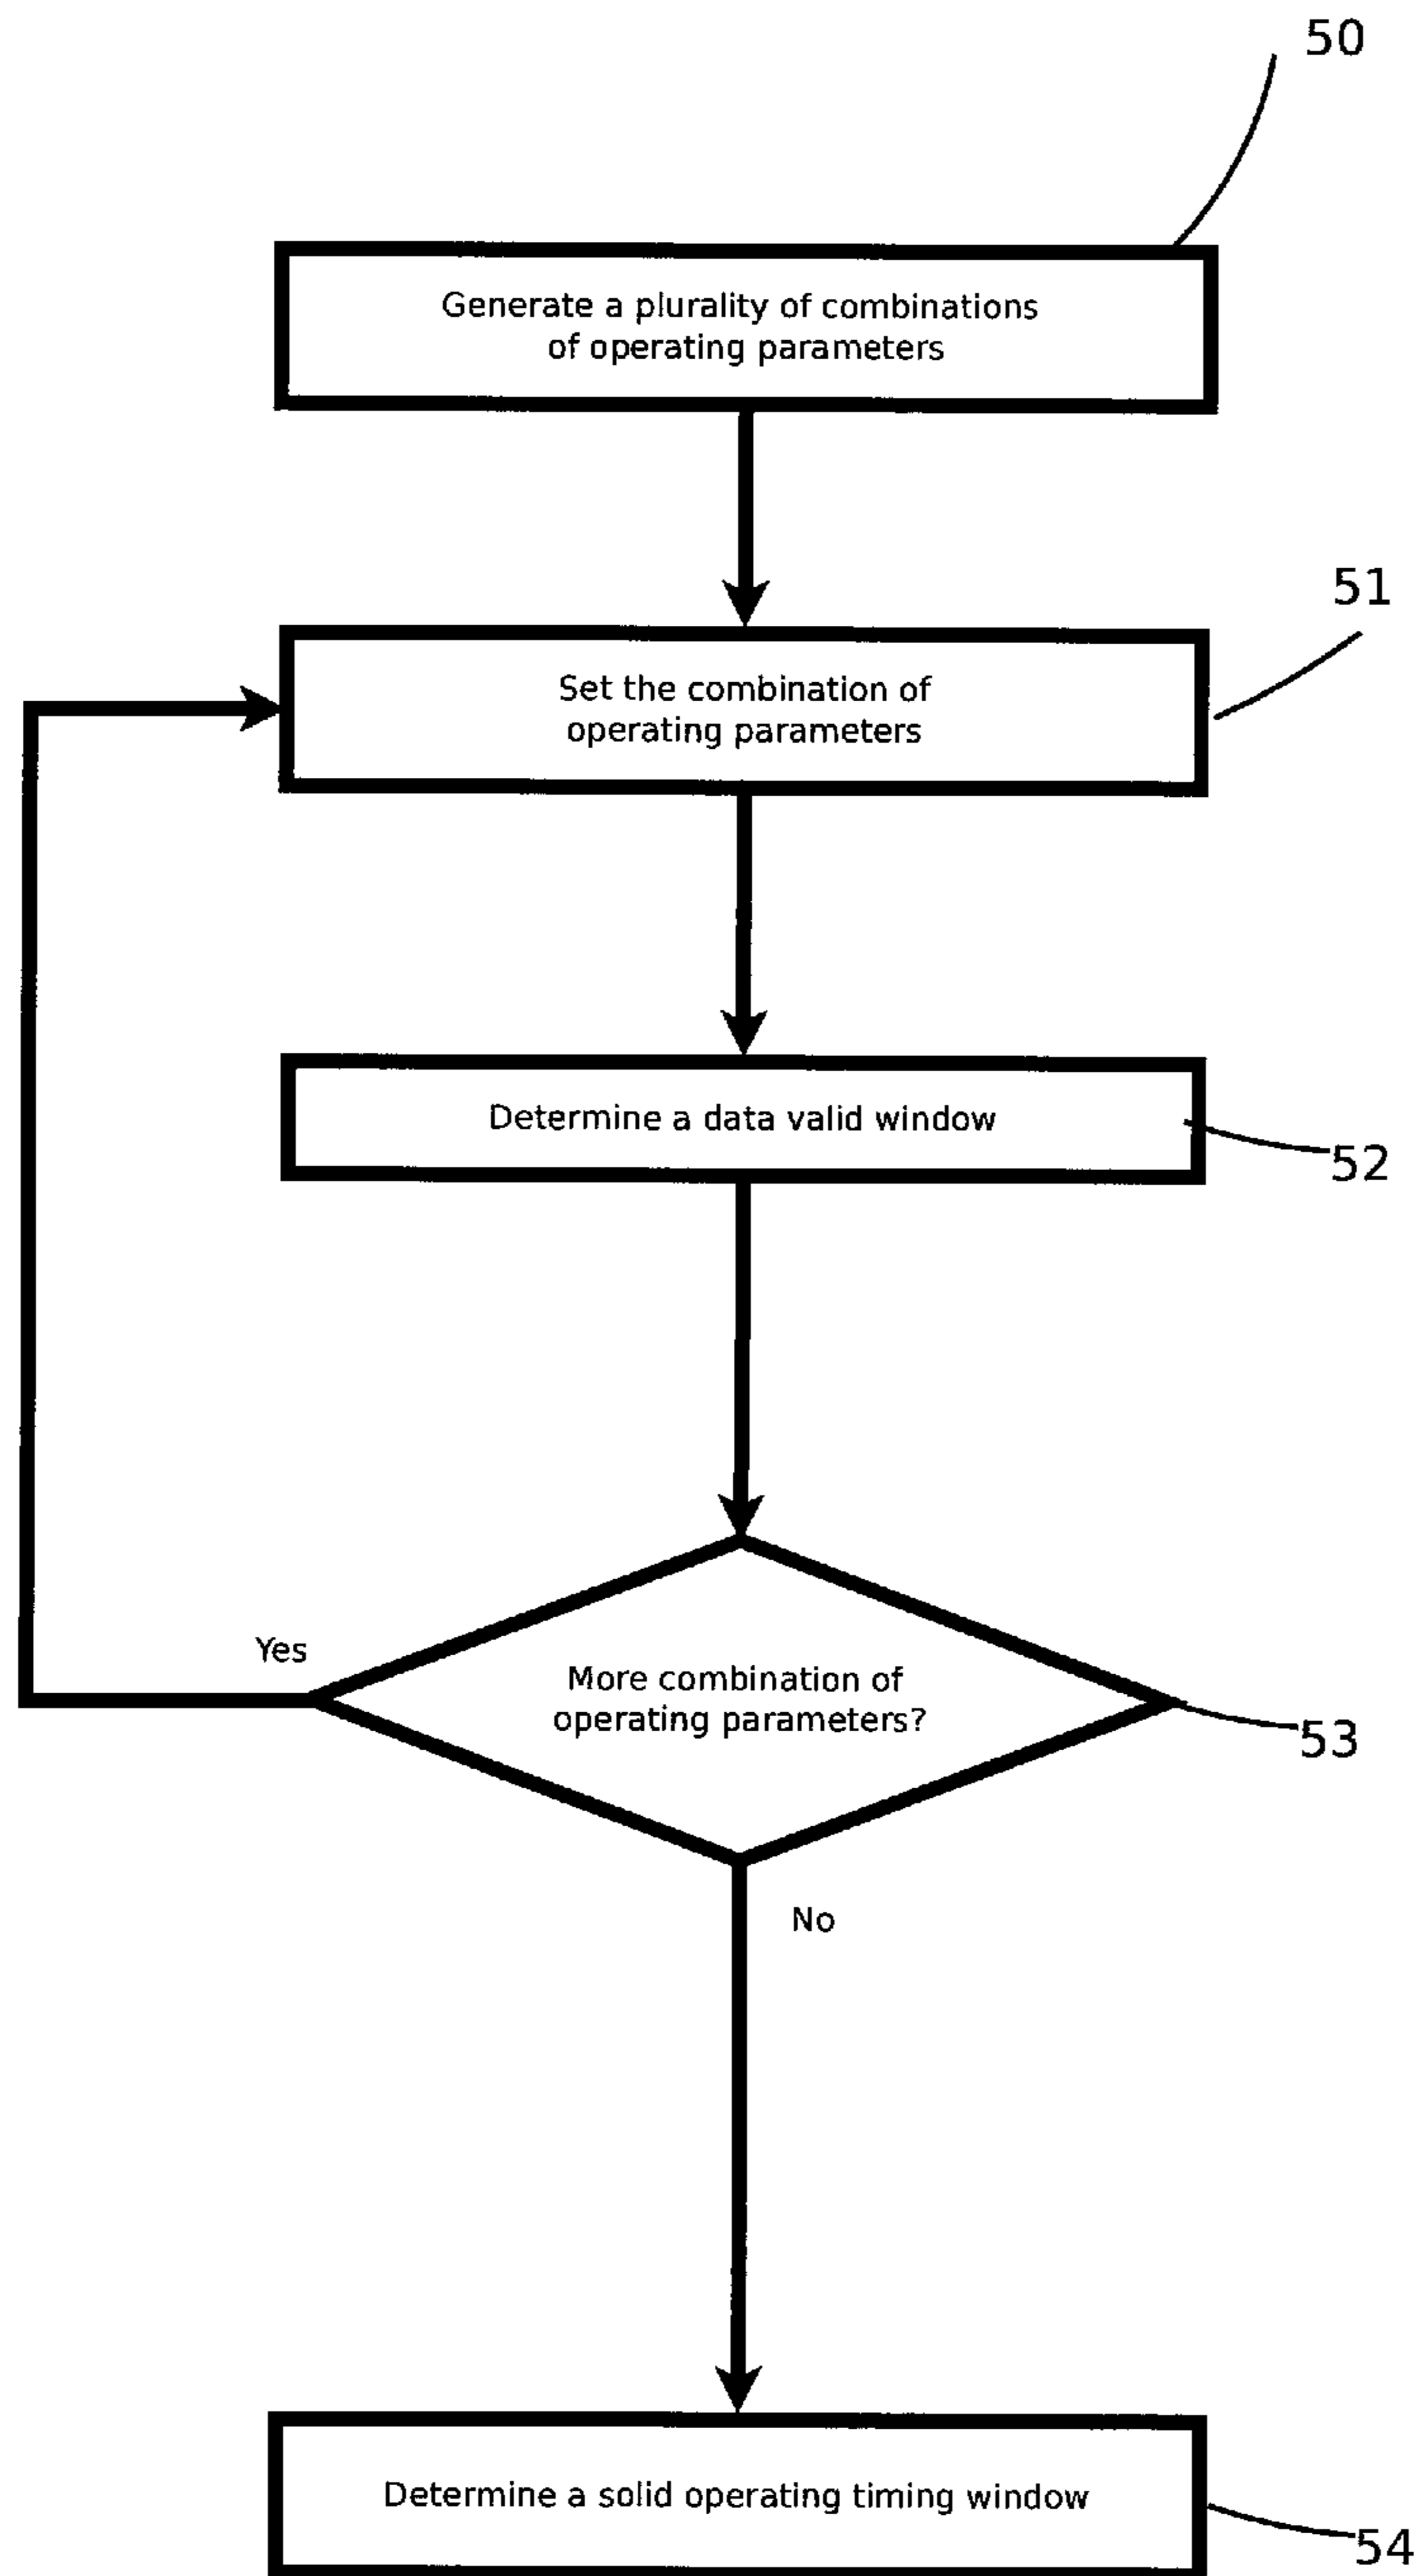 50
Generate a plurality of combinations
of operating parameters
51
Set the combination of
operating parameters
Determine a data valid window
52
Yes
More combination of
operating parameters?
53
No
Determine a solid operating timing window
54